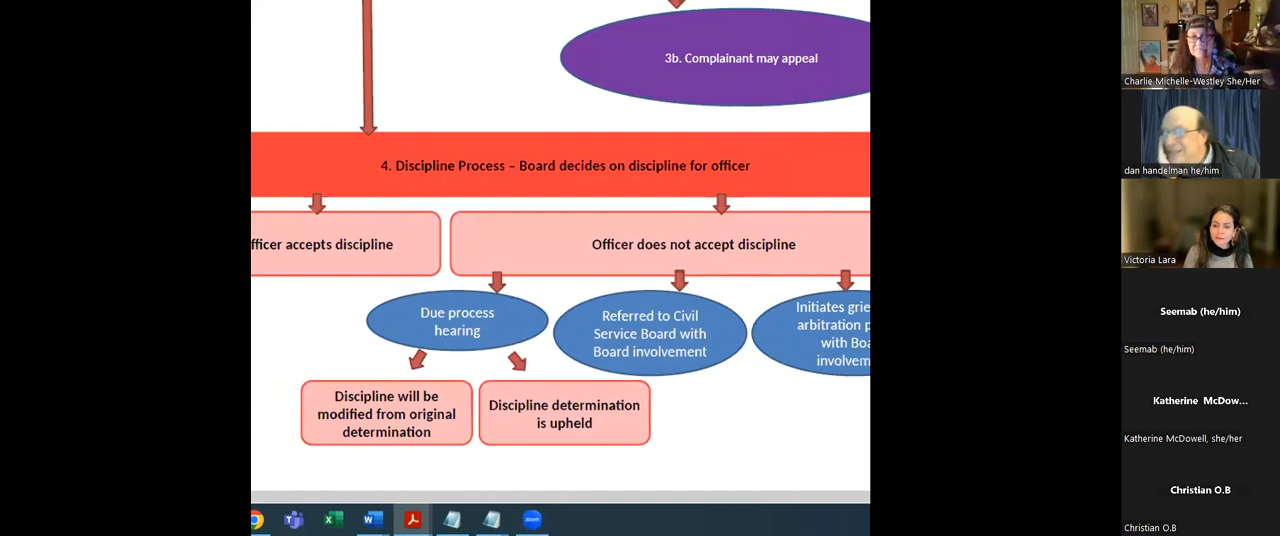 3b. Complainant may appeal
4. Discipline Process – Board decides on discipline for officer
fficer accepts discipline
Officer does not accept discipline
Due process
hearing
Referred to Civil
Service Board with
Board involvement
Initiates grie
arbitration p
with Boa
involvem
Discipline will be
modified from original
determination
Discipline determination
is upheld
zoom
Charlie Michelle-Westley She/Her
dan handelman he/him
Victoria Lara
Seemab (he/him)
Seemab (he/him)
Katherine McDow...
Katherine McDowell, she/her
Christian O.B
Christian O.B